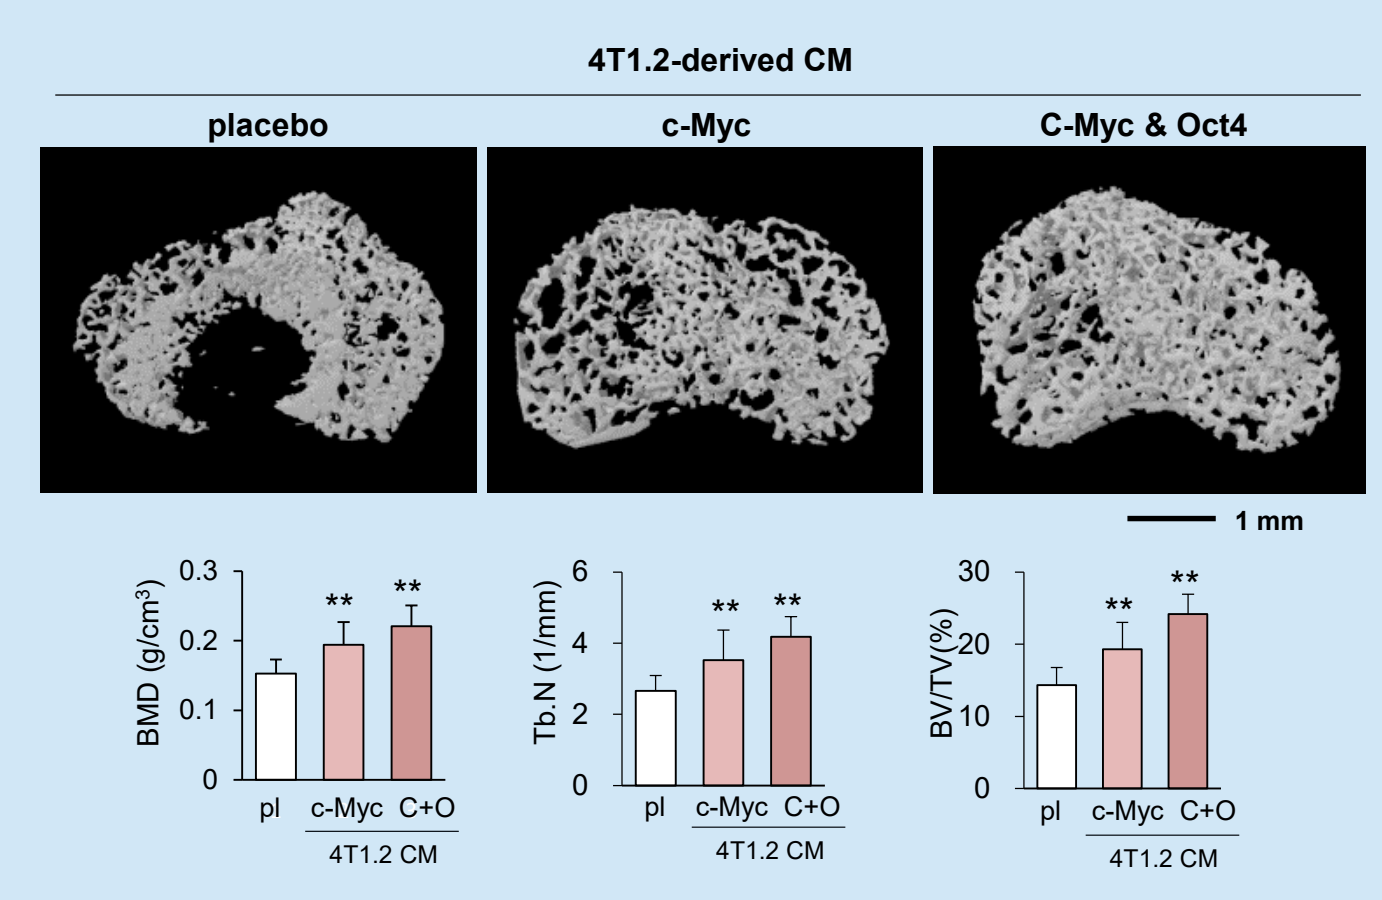 4T1.2-derived CM
placebo
c-Myc
C-Myc & Oct4
1 mm
BMD (g/cm³)
0.3
0.2
0.1
0
**
**
pl
c-Myc
C+O
4T1.2 CM
Tb.N (1/mm)
6
4
2
0
**
**
pl
c-Myc
C+O
4T1.2 CM
BV/TV(%)
30
20
10
0
**
**
pl
c-Myc
C+O
4T1.2 CM